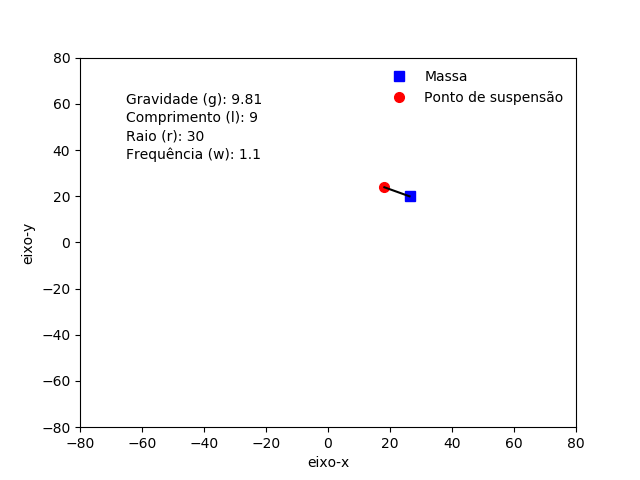 80
60
40
20
0
−20
−40
−60
−80
−80
−60
−40
−20
0
20
40
60
80
eixo-x
eixo-y
Gravidade (g): 9.81
Comprimento (l): 9
Raio (r): 30
Frequência (w): 1.1
Massa
Ponto de suspensão